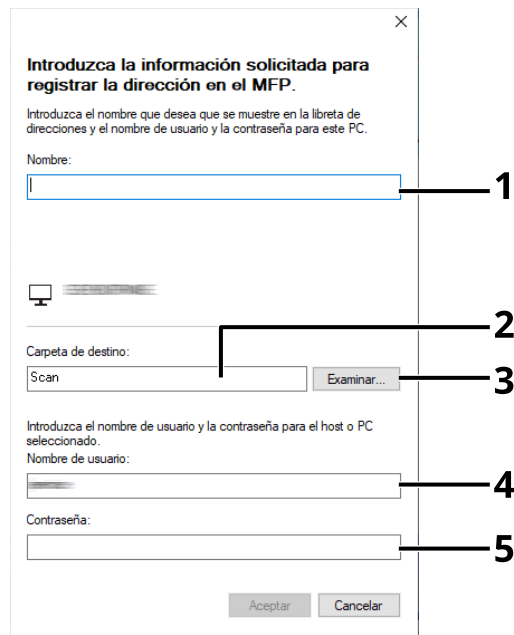 Introduzca la información solicitada para
registrar la dirección en el MFP.
Introduzca el nombre que desea que se muestre en la libreta de
direcciones y el nombre de usuario y la contraseña para este PC.
Nombre:
1
2
Carpeta de destino:
Scan
Examinar...
3
Introduzca el nombre de usuario y la contraseña para el host o PC
seleccionado.
Nombre de usuario:
4
Contraseña:
5
Aceptar
Cancelar